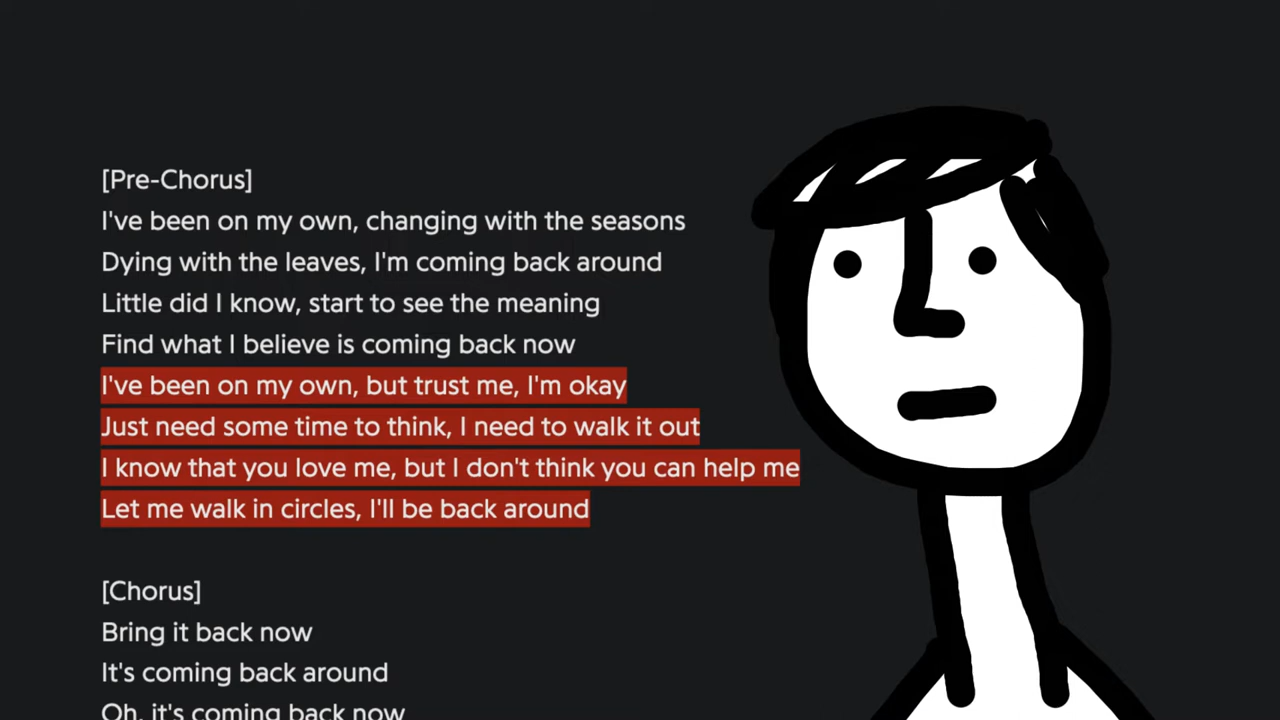 [Pre-Chorus]
I've been on my own, changing with the seasons
Dying with the leaves, I'm coming back around
Little did I know, start to see the meaning
Find what I believe is coming back now
I've been on my own, but trust me, I'm okay
Just need some time to think, I need to walk it out
I know that you love me, but I don't think you can help me
Let me walk in circles, I'll be back around
[Chorus]
Bring it back now
It's coming back around
Oh, it's coming back now